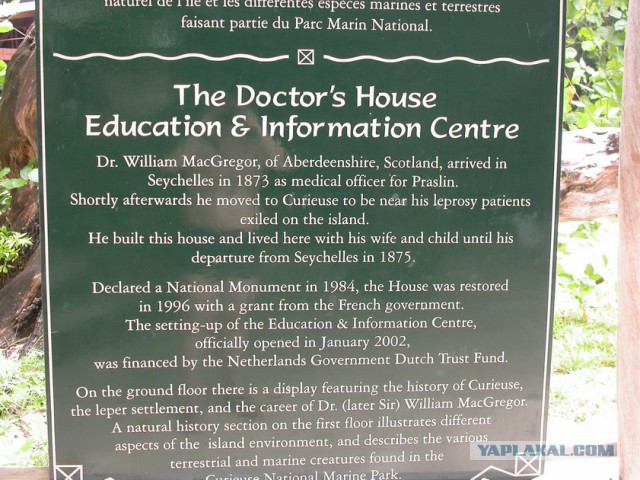 naturel de l'île et les différentes espèces marines et terrestres
faisant partie du Parc Marin National.
The Doctor's House
Education & Information Centre
Dr. William MacGregor, of Aberdeenshire, Scotland, arrived in
Seychelles in 1873 as medical officer for Praslin.
Shortly afterwards he moved to Curieuse to be near his leprosy patients
exiled on the island.
He built this house and lived here with his wife and child until his
departure from Seychelles in 1875.
Declared a National Monument in 1984, the House was restored
in 1996 with a grant from the French government.
The setting-up of the Education & Information Centre,
officially opened in January 2002,
was financed by the Netherlands Government Dutch Trust Fund.
On the ground floor there is a display featuring the history of Curieuse,
the leper settlement, and the career of Dr. (later Sir) William MacGregor.
A natural history section on the first floor illustrates different
aspects of the island environment, and describes the various
terrestrial and marine creatures found in the
Curieuse National Marine Park.
YAPLAKAL.COM